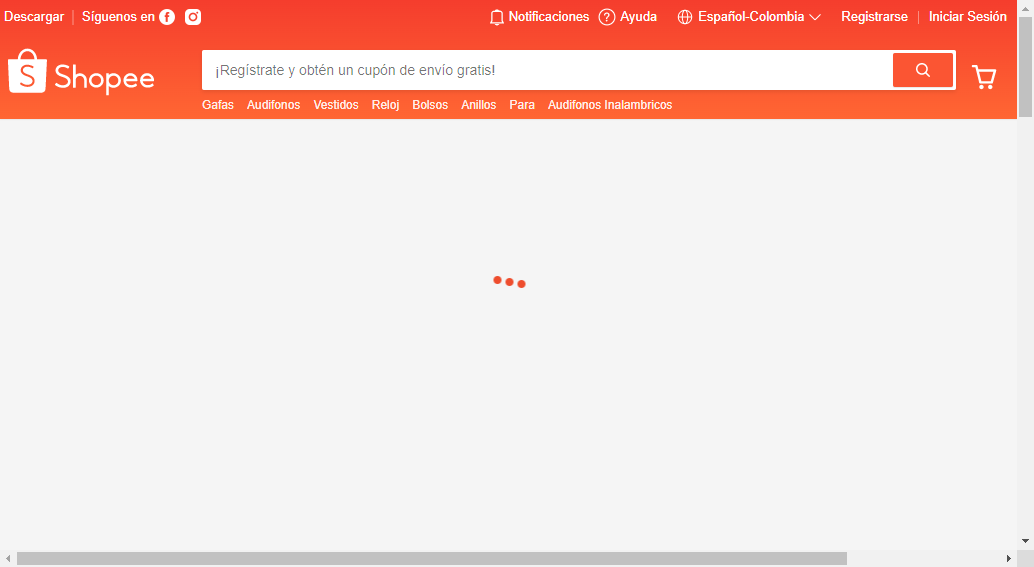 Descargar Síguenos en Notificaciones Ayuda Español-Colombia Registrarse Iniciar Sesión
Shopee ¡Regístrate y obtén un cupón de envío gratis!
Gafas Audifonos Vestidos Reloj Bolsos Anillos Para Audifonos Inalambricos